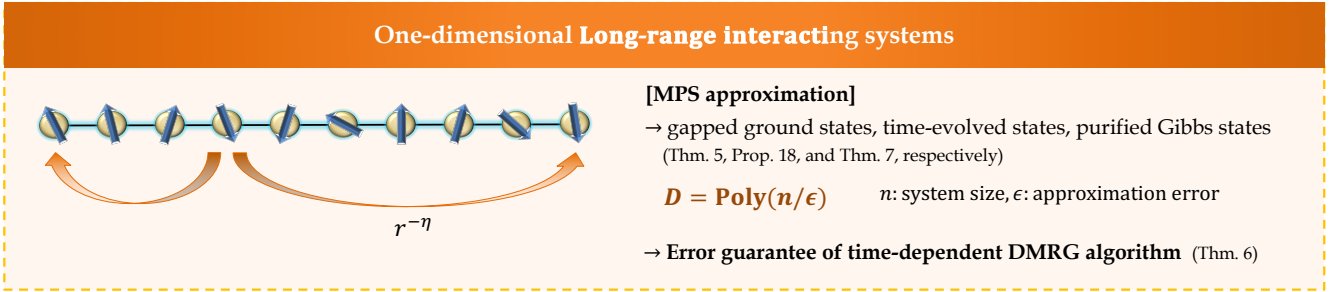 One-dimensional Long-range interacting systems
r^{-η}
[MPS approximation]
→ gapped ground states, time-evolved states, purified Gibbs states
(Thm. 5, Prop. 18, and Thm. 7, respectively)
D = Poly(n/ϵ) n: system size, ϵ: approximation error
→ Error guarantee of time-dependent DMRG algorithm (Thm. 6)